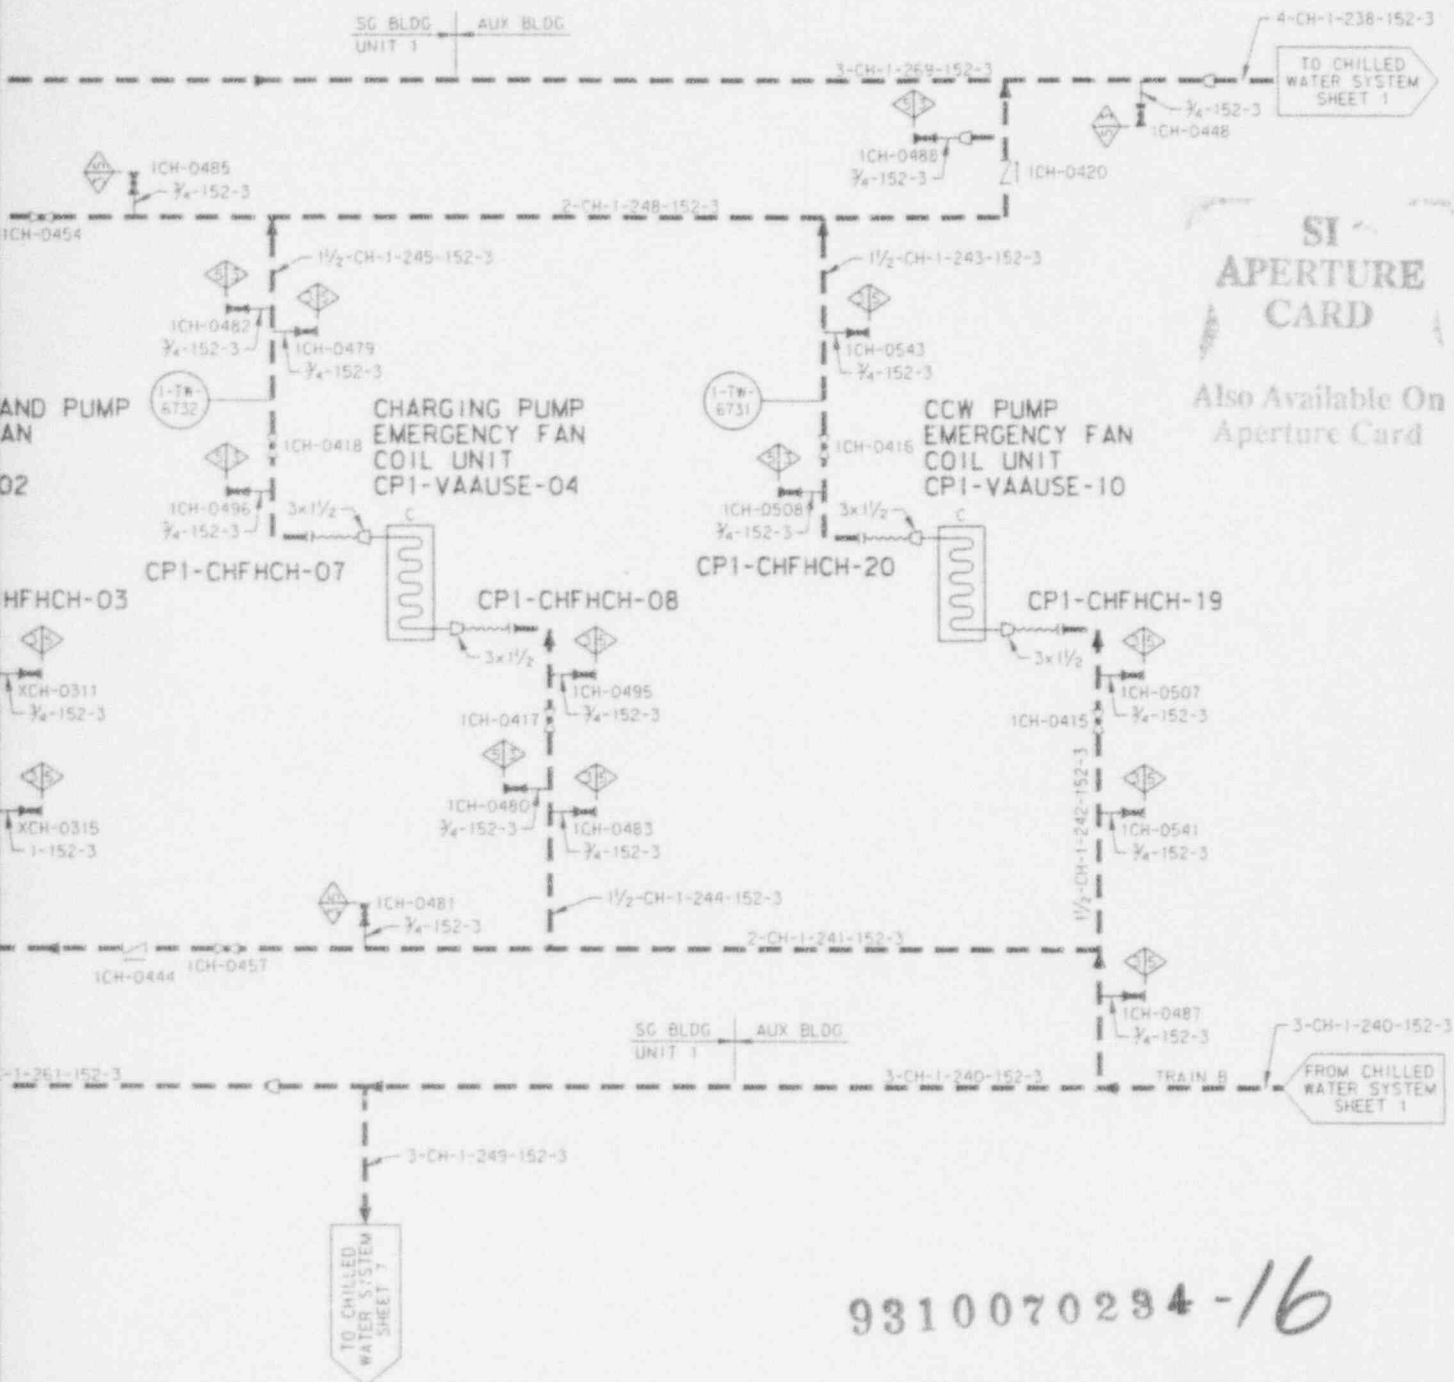 SG BLDG
UNIT 1
AUX BLDG
4-CH-1-238-152-3
TO CHILLED
WATER SYSTEM
SHEET 1
3-CH-1-269-152-3
¾-152-3
1CH-0448
1CH-0488
¾-152-3
1CH-0420
1CH-0485
¾-152-3
2-CH-1-248-152-3
1CH-0454
SI
APERTURE
CARD
Also Available On
Aperture Card
1½-CH-1-245-152-3
1½-CH-1-243-152-3
1CH-0482
¾-152-3
1CH-0479
¾-152-3
1CH-0543
¾-152-3
AND PUMP
AN
02
1-TW-
6732
CHARGING PUMP
EMERGENCY FAN
COIL UNIT
CP1-VAAUSE-04
1-TW-
6731
CCW PUMP
EMERGENCY FAN
COIL UNIT
CP1-VAAUSE-10
1CH-0418
1CH-0416
1CH-0496
¾-152-3
3x1½
C
1CH-0508
¾-152-3
3x1½
C
CP1-CHFHCH-07
CP1-CHFHCH-20
HFHCH-03
CP1-CHFHCH-08
CP1-CHFHCH-19
3x1½
3x1½
XCH-0311
¾-152-3
1CH-0495
¾-152-3
1CH-0507
¾-152-3
1CH-0417
1CH-0415
1½-CH-1-242-152-3
XCH-0315
1-152-3
1CH-0480
¾-152-3
1CH-0483
¾-152-3
1CH-0541
¾-152-3
1CH-0481
¾-152-3
1½-CH-1-244-152-3
2-CH-1-241-152-3
1CH-0444
1CH-0457
1CH-0487
¾-152-3
SG BLDG
UNIT 1
AUX BLDG
3-CH-1-240-152-3
-1-261-152-3
3-CH-1-240-152-3
TRAIN B
FROM CHILLED
WATER SYSTEM
SHEET 1
3-CH-1-249-152-3
TO CHILLED
WATER SYSTEM
SHEET 7
9310070294-16